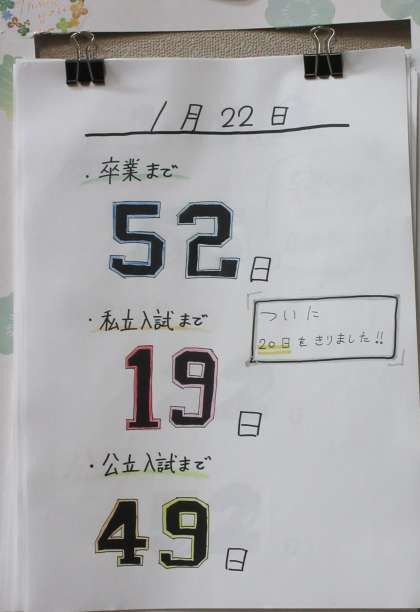 1月22日
・卒業まで
52日
・私立入試まで
ついに
20日をきりました!!
19日
・公立入試まで
49日